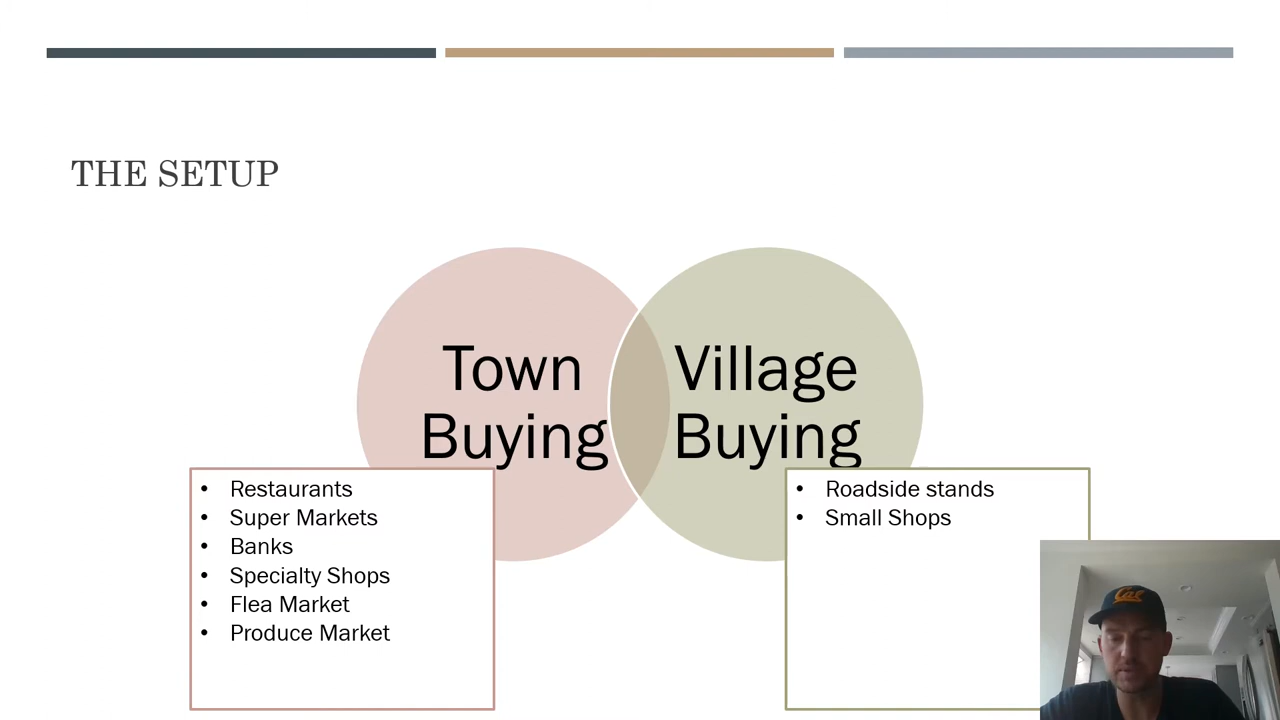 THE SETUP
Town
Buying
Village
Buying
• Restaurants
• Super Markets
• Banks
• Specialty Shops
• Flea Market
• Produce Market
• Roadside stands
• Small Shops
Cal